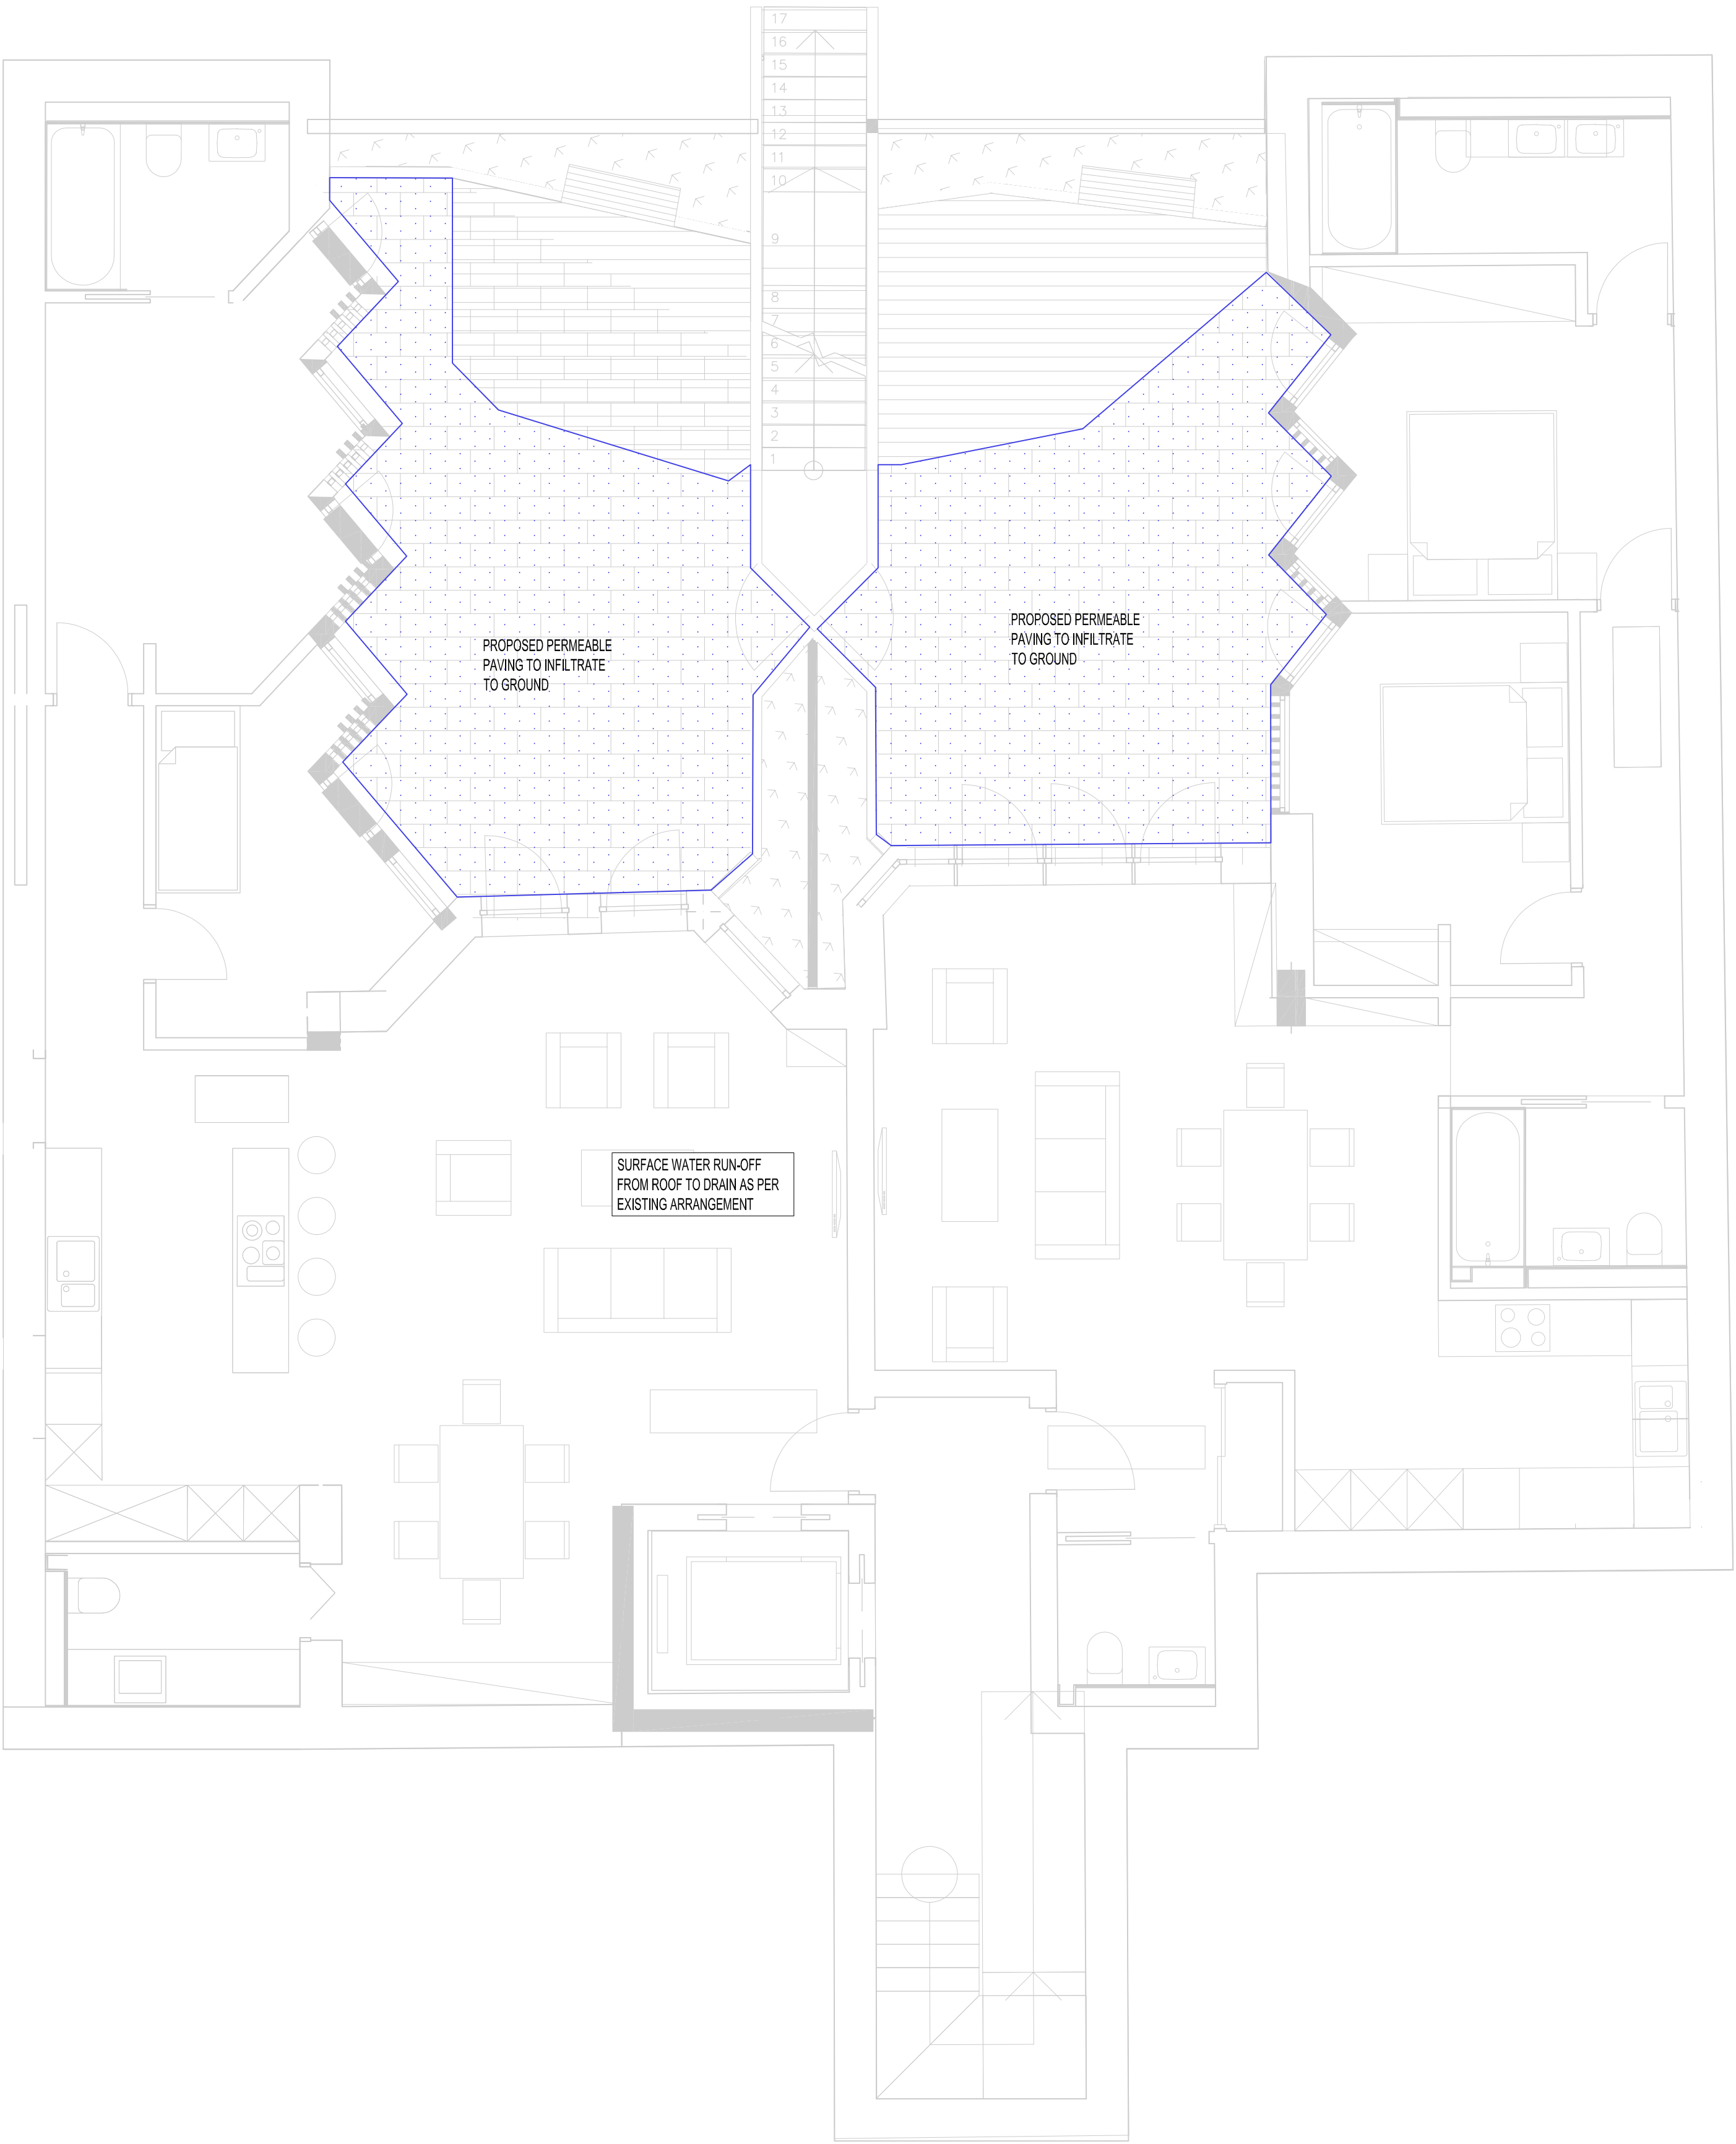 17
16
15
14
13
12
11
10
9
8
7
6
5
4
3
2
1
PROPOSED PERMEABLE
PAVING TO INFILTRATE
TO GROUND
PROPOSED PERMEABLE
PAVING TO INFILTRATE
TO GROUND
SURFACE WATER RUN-OFF
FROM ROOF TO DRAIN AS PER
EXISTING ARRANGEMENT